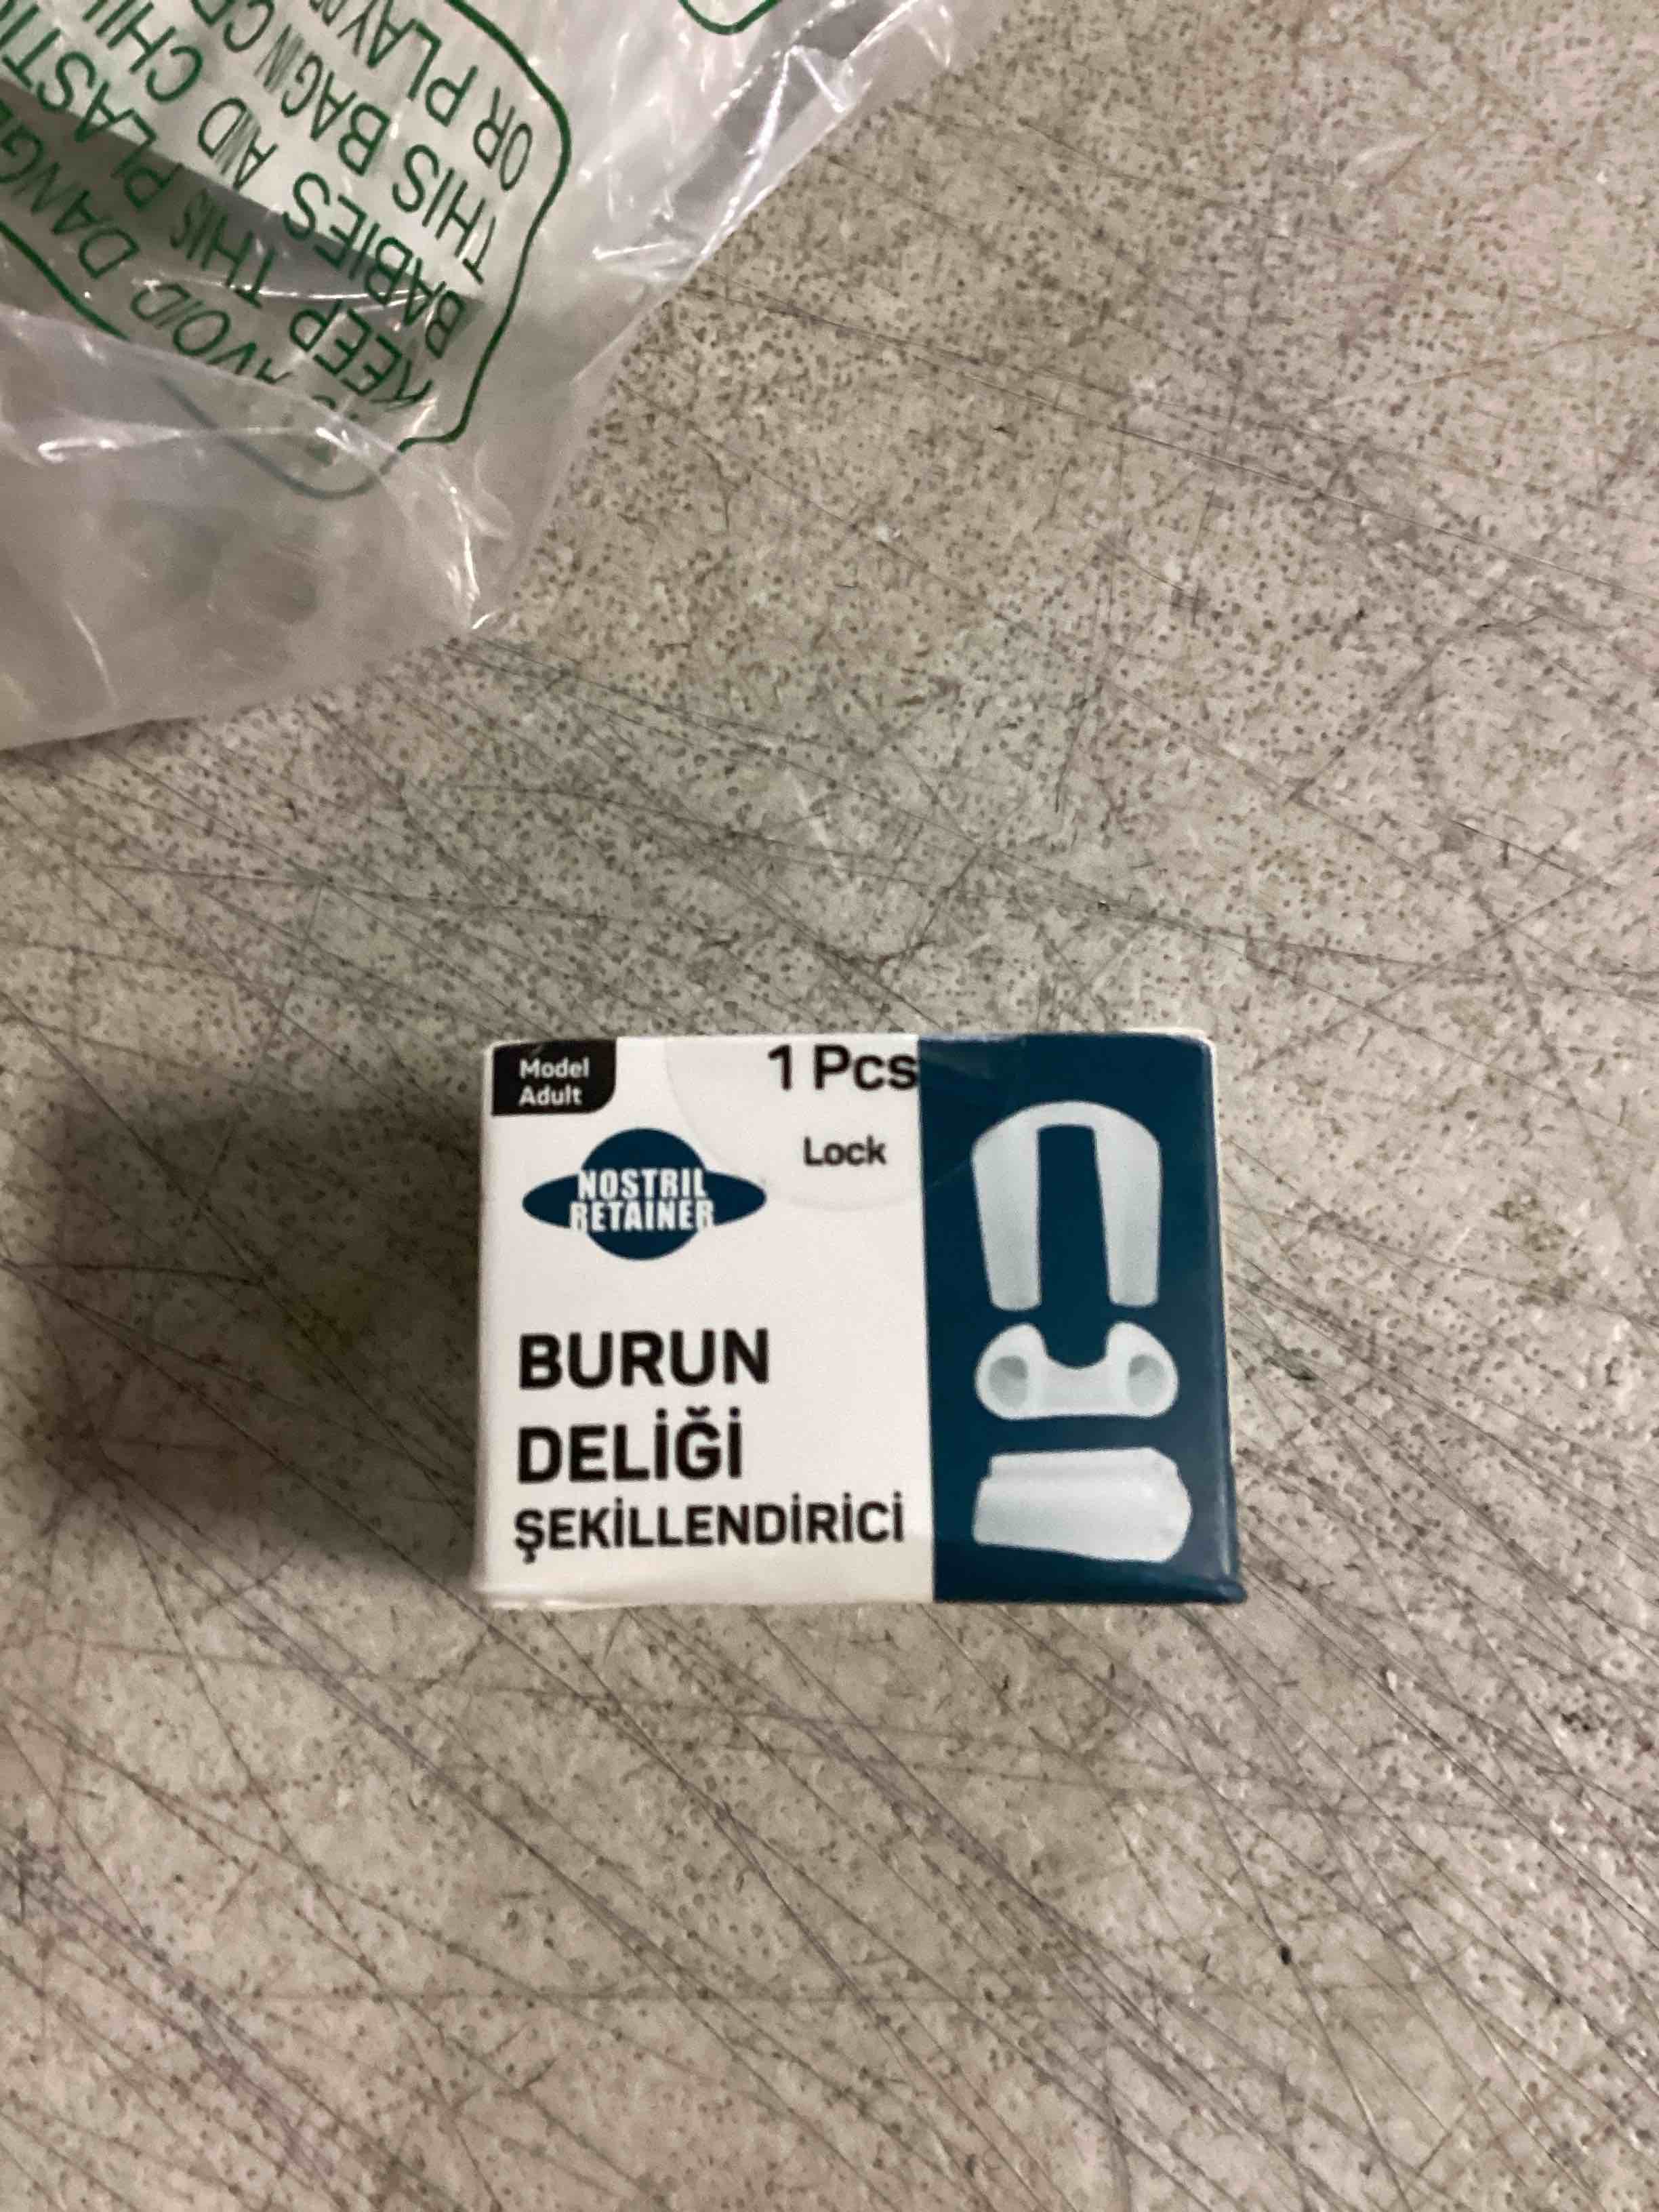 AVOID DANGE
KEEP THIS PLASTI
BABIES AND CHI
THIS BAG IN CR
OR PLAY
Model
Adult
1 Pcs
Lock
NOSTRIL
RETAINER
BURUN
DELİĞİ
ŞEKİLLENDİRİCİ